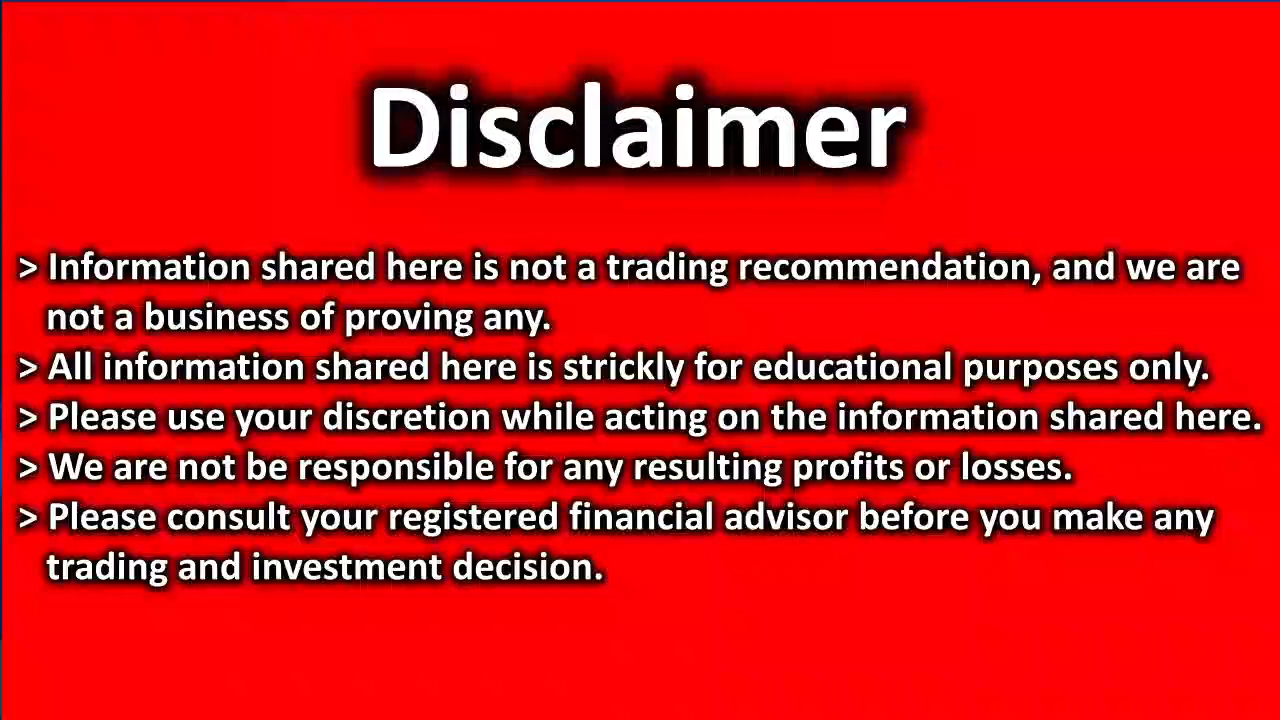 Disclaimer
> Information shared here is not a trading recommendation, and we are
not a business of proving any.
> All information shared here is strickly for educational purposes only.
> Please use your discretion while acting on the information shared here.
> We are not be responsible for any resulting profits or losses.
> Please consult your registered financial advisor before you make any
trading and investment decision.